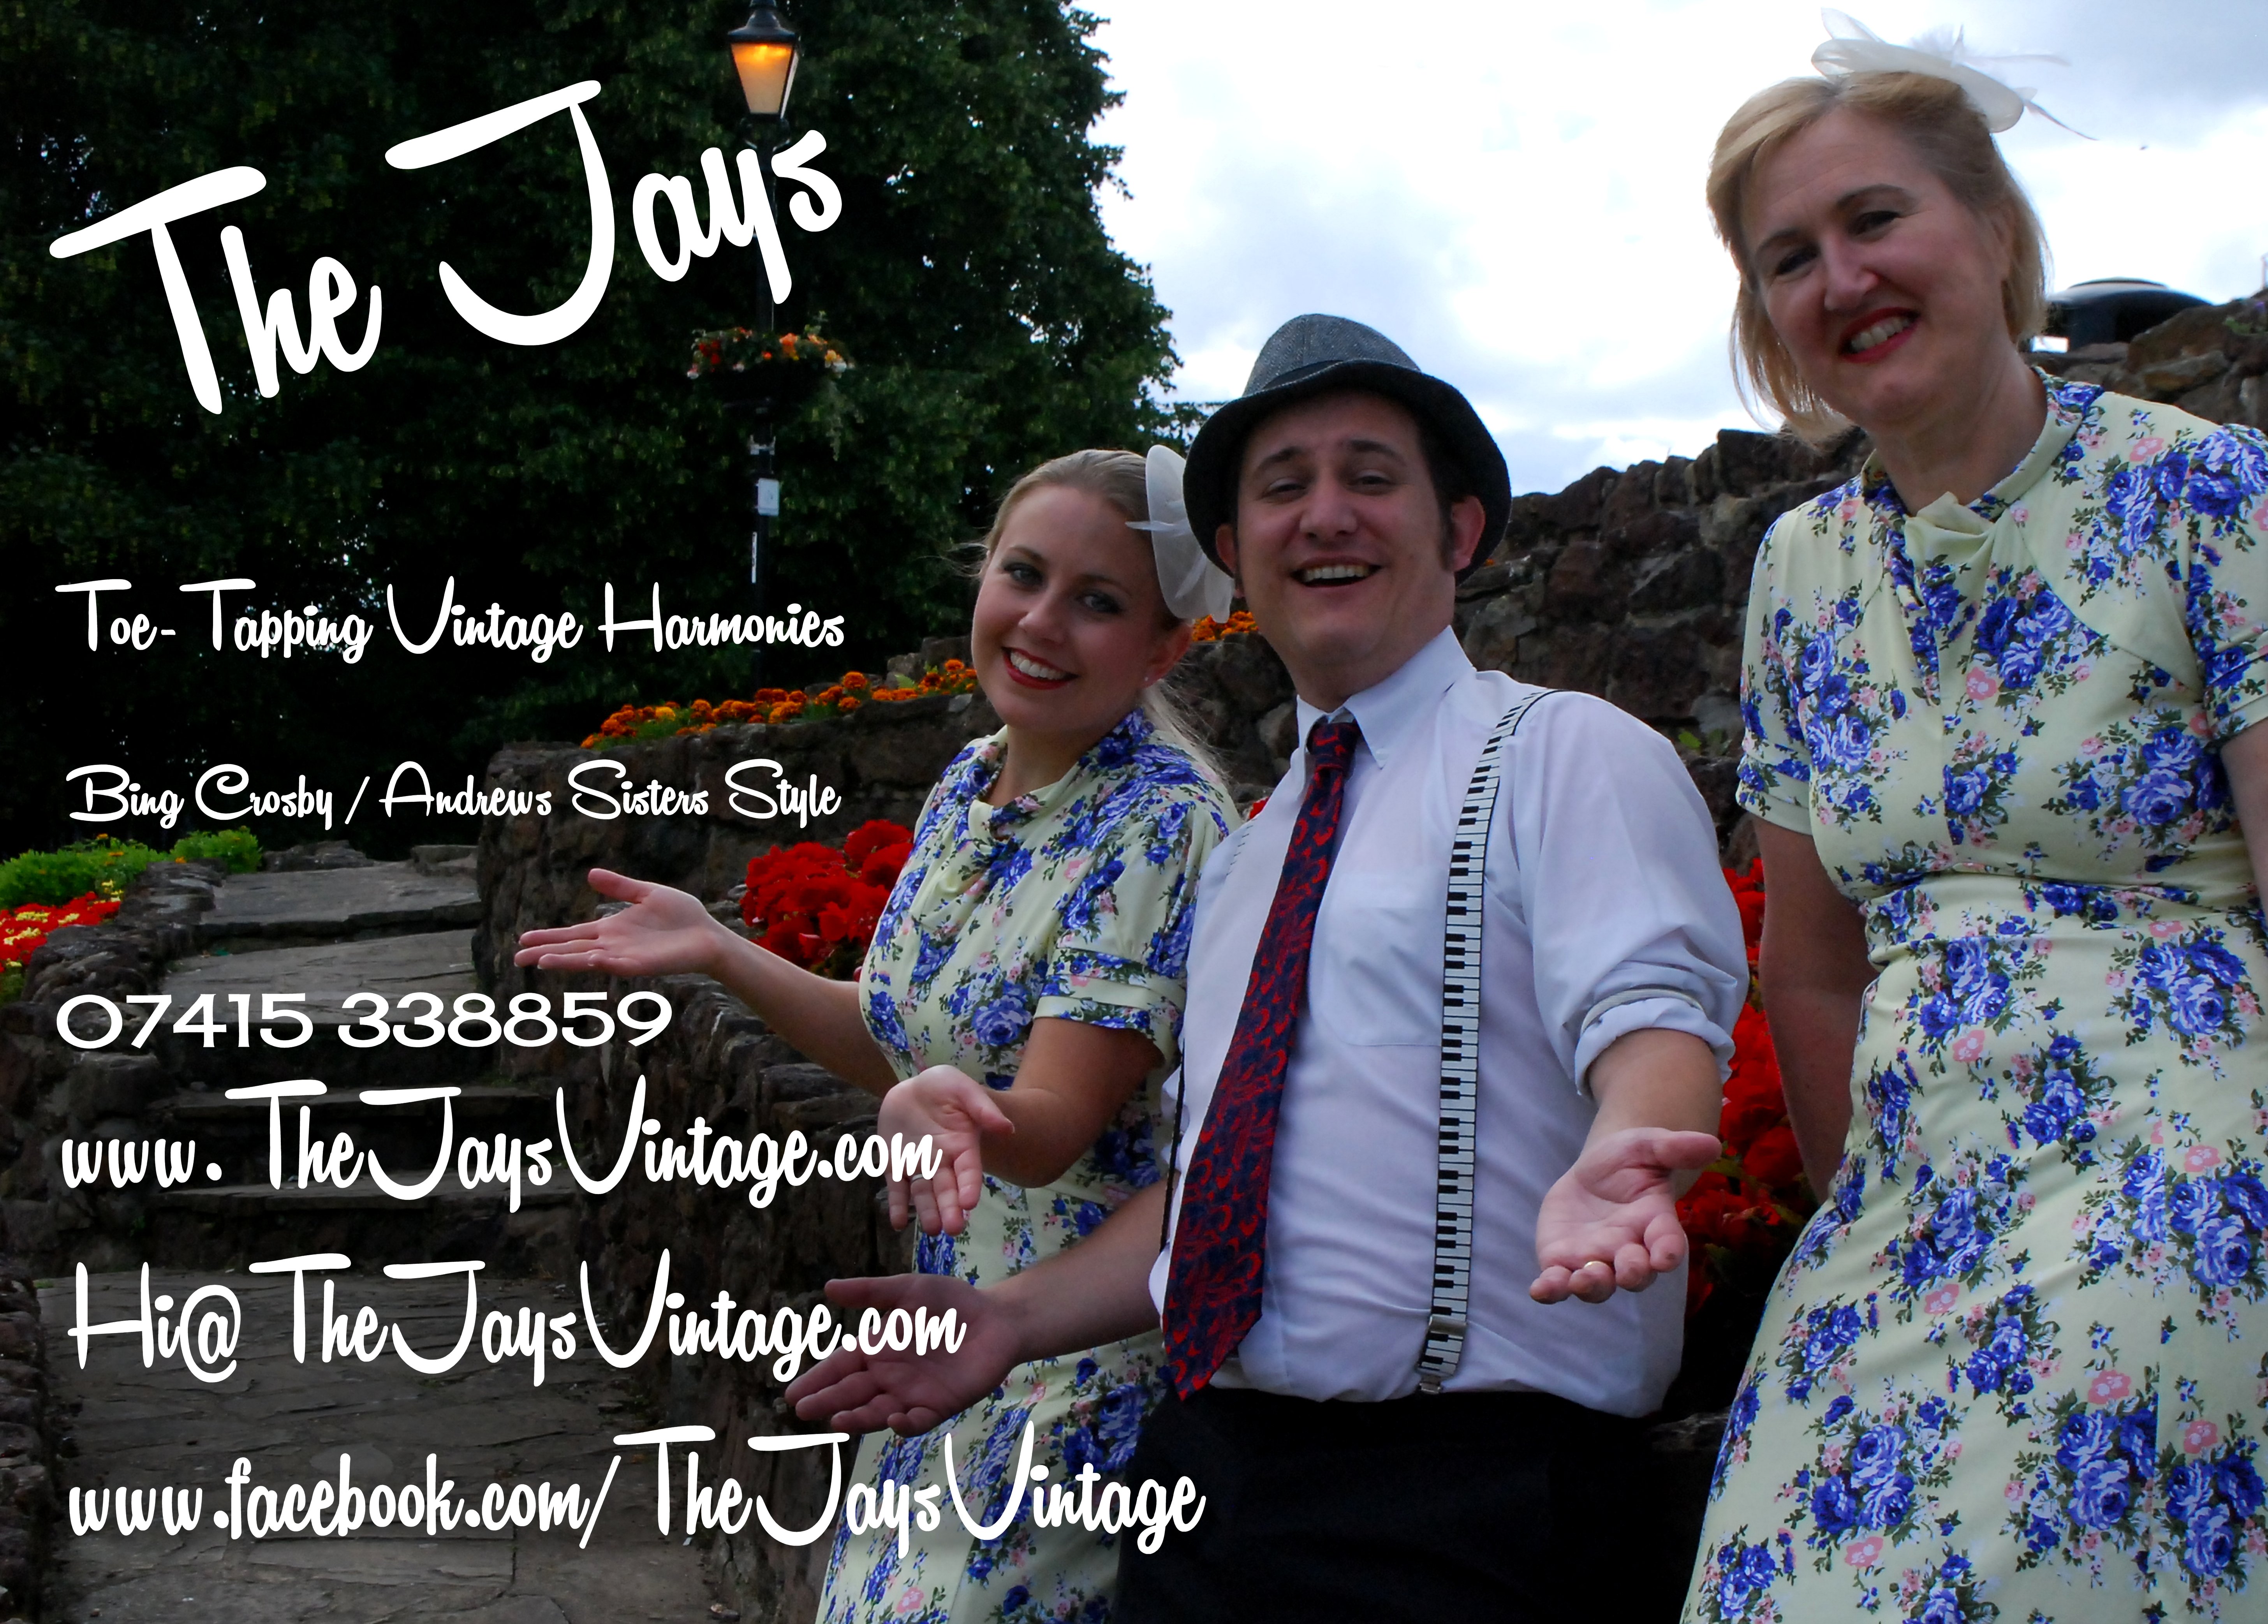 The Jays
Toe-Tapping Vintage Harmonies
Bing Crosby / Andrews Sisters Style
07415 338859
www.TheJaysVintage.com
Hi@TheJaysVintage.com
www.facebook.com/TheJaysVintage